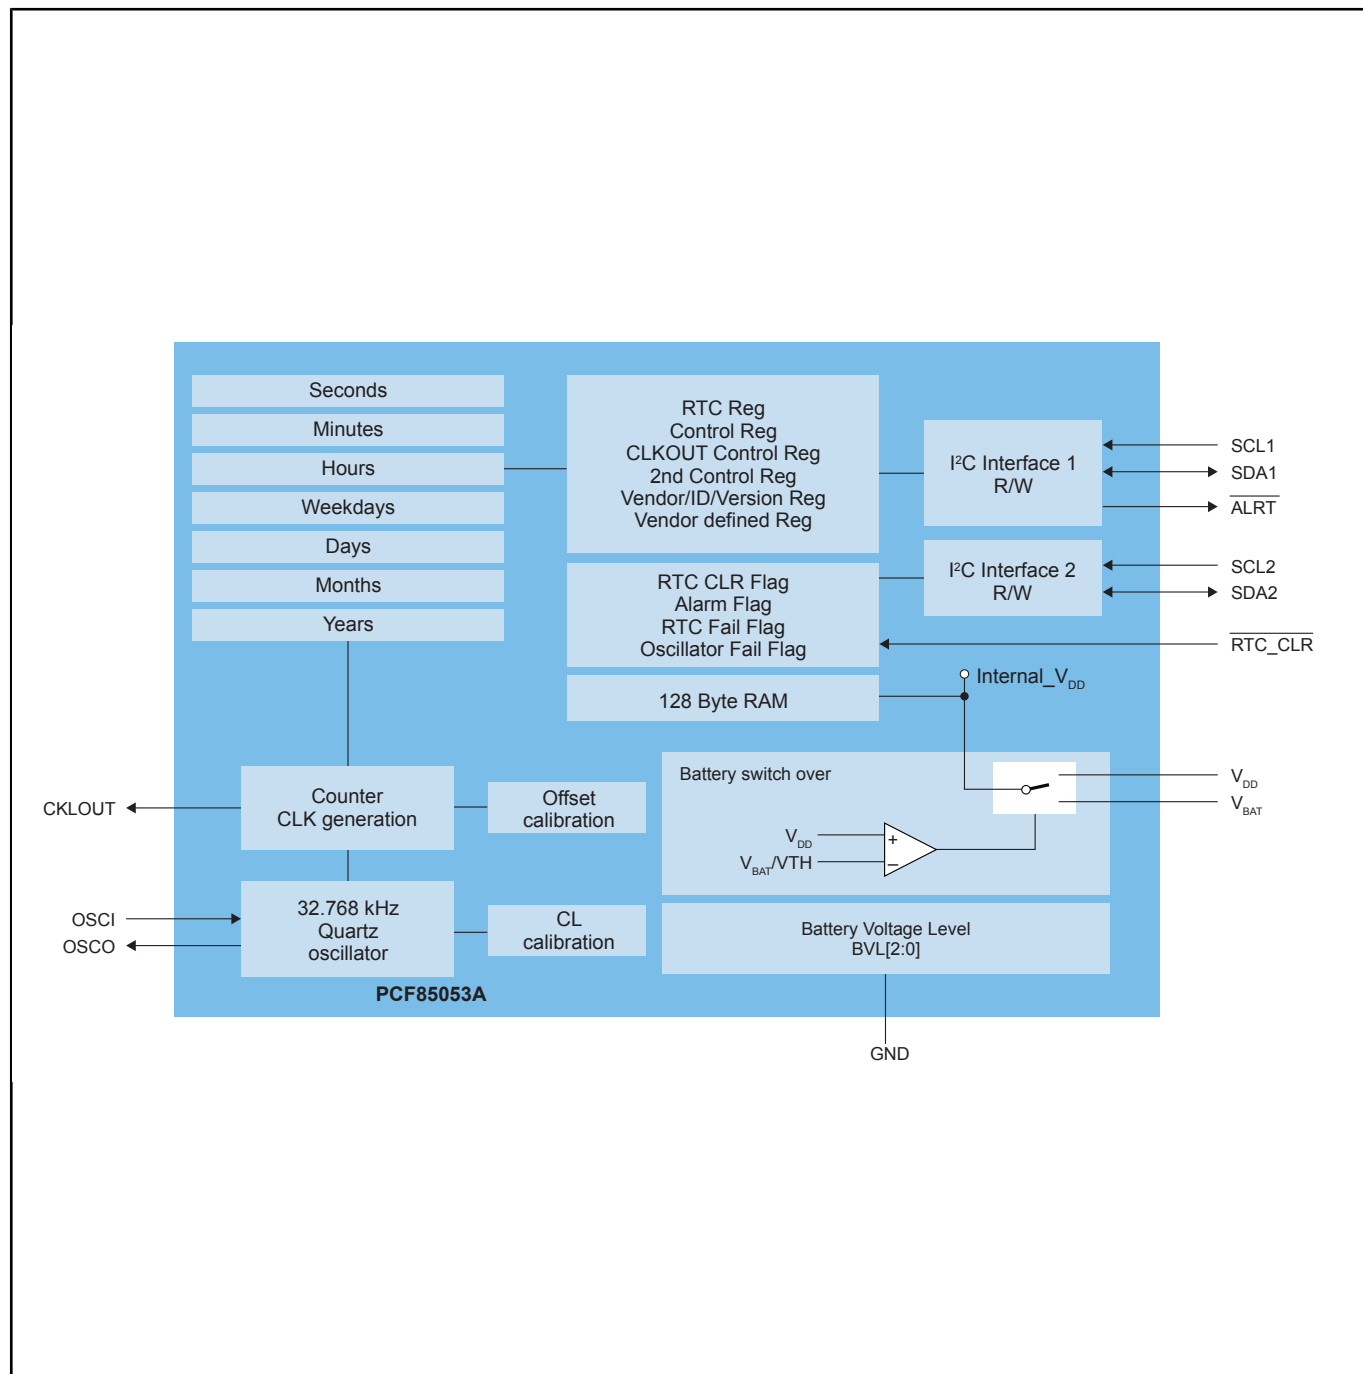 Seconds
Minutes
Hours
Weekdays
Days
Months
Years
RTC Reg
Control Reg
CLKOUT Control Reg
2nd Control Reg
Vendor/ID/Version Reg
Vendor defined Reg
RTC CLR Flag
Alarm Flag
RTC Fail Flag
Oscillator Fail Flag
128 Byte RAM
I²C Interface 1
R/W
I²C Interface 2
R/W
SCL1
SDA1
ALRT
SCL2
SDA2
RTC_CLR
Internal_VDD
Battery switch over
VDD
VBAT/VTH
+
–
VDD
VBAT
Counter
CLK generation
Offset
calibration
CKLOUT
32.768 kHz
Quartz
oscillator
CL
calibration
OSCI
OSCO
Battery Voltage Level
BVL[2:0]
PCF85053A
GND